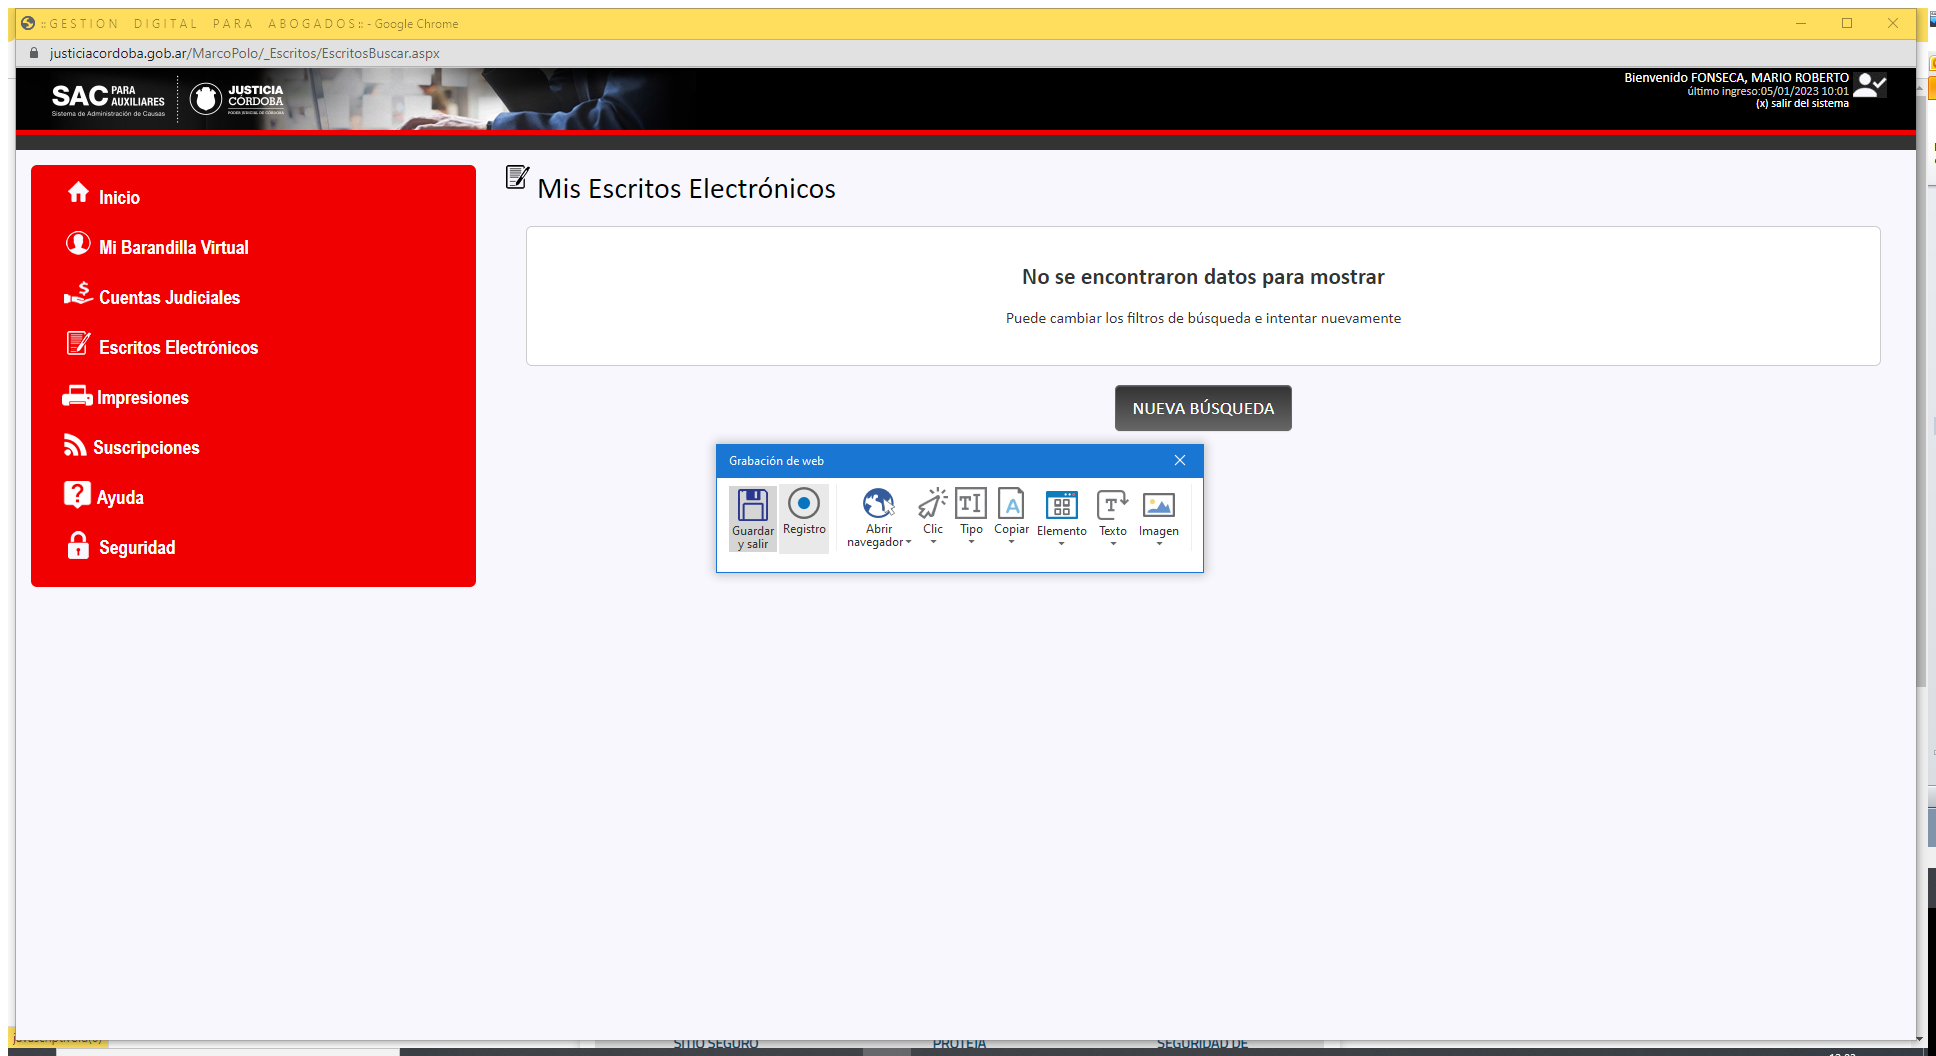 ::GESTION DIGITAL PARA ABOGADOS:: - Google Chrome
justiciacordoba.gob.ar/MarcoPolo/_Escritos/EscritosBuscar.aspx
SAC PARA AUXILIARES
Sistema de Administración de Causas
JUSTICIA
CÓRDOBA
Bienvenido FONSECA, MARIO ROBERTO
último ingreso:05/01/2023 10:01
(x) salir del sistema
Inicio
Mi Barandilla Virtual
Cuentas Judiciales
Escritos Electrónicos
Impresiones
Suscripciones
Ayuda
Seguridad
Mis Escritos Electrónicos
No se encontraron datos para mostrar
Puede cambiar los filtros de búsqueda e intentar nuevamente
NUEVA BÚSQUEDA
Grabación de web
Guardar y salir
Registro
Abrir navegador
Clic
Tipo
Copiar
Elemento
Texto
Imagen
SITIO SEGURO
PROTEJA
SEGURIDAD DE